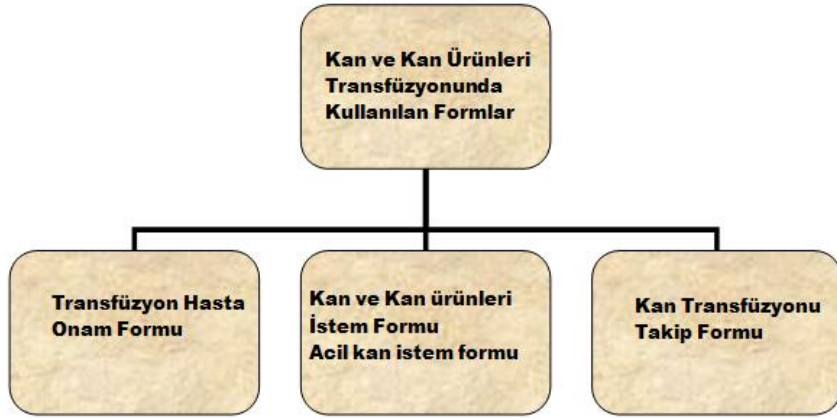 Kan ve Kan Ürünleri
Transfüzyonunda
Kullanılan Formlar
Transfüzyon Hasta
Onam Formu
Kan ve Kan ürünleri
İstem Formu
Acil kan istem formu
Kan Transfüzyonu
Takip Formu